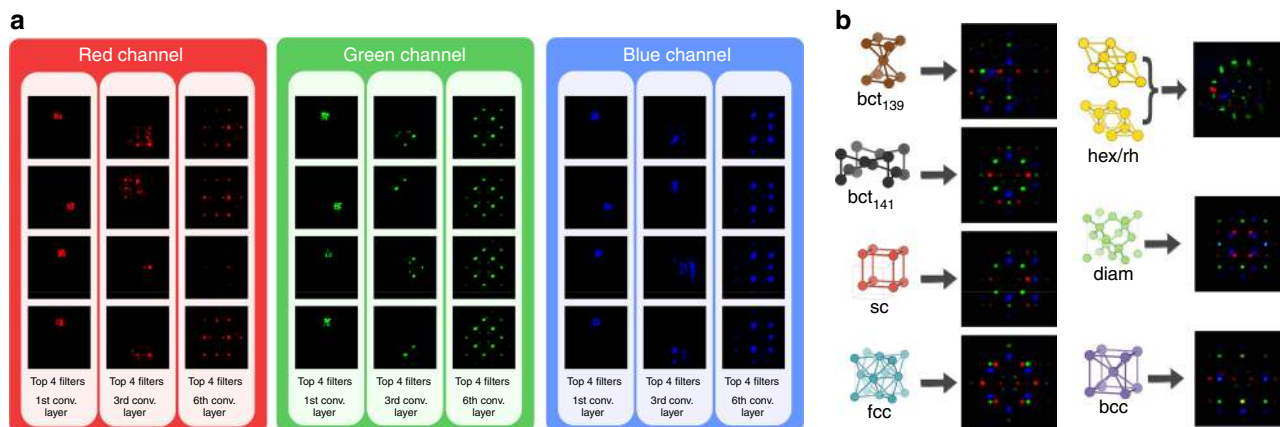 a
Red channel
Green channel
Blue channel
Top 4 filters
1st conv.
layer
Top 4 filters
3rd conv.
layer
Top 4 filters
6th conv.
layer
Top 4 filters
1st conv.
layer
Top 4 filters
3rd conv.
layer
Top 4 filters
6th conv.
layer
Top 4 filters
1st conv.
layer
Top 4 filters
3rd conv.
layer
Top 4 filters
6th conv.
layer
b
bct139
bct141
sc
fcc
hex/rh
diam
bcc